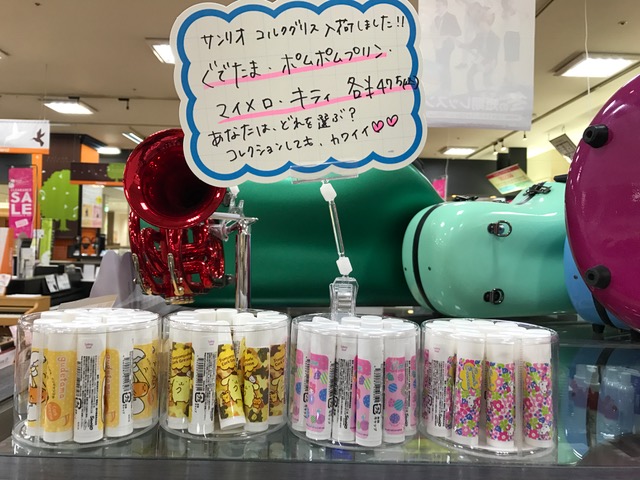 サンリオ コルクグリス 入荷しました!!
ぐでたま、ポムポムプリン、
マイメロ、キティ 各¥475(税)
あなたは、どれを選ぶ?
コレクションしても、カワイイ♡♡
SALE
gudetama